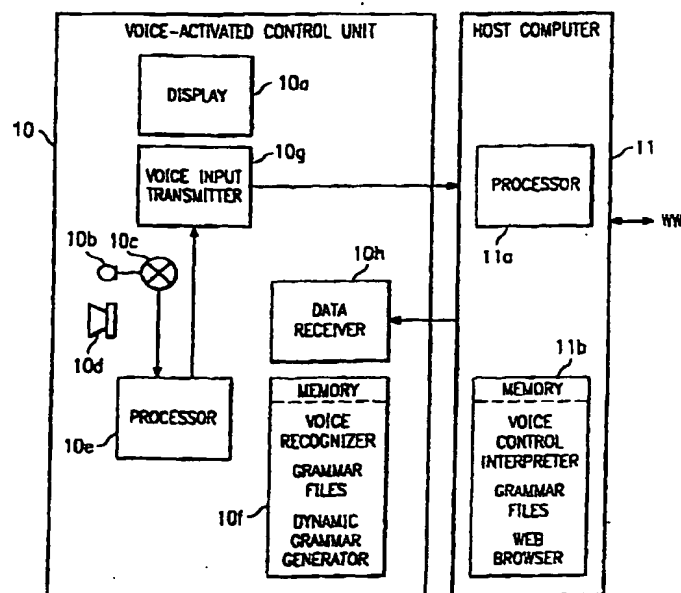 VOICE-ACTIVATED CONTROL UNIT
HOST COMPUTER
DISPLAY
10a
10
10g
VOICE INPUT
TRANSMITTER
11
PROCESSOR
11a
10b
10c
10h
DATA
RECEIVER
10d
PROCESSOR
10e
MEMORY
VOICE
RECOGNIZER
GRAMMAR
FILES
DYNAMIC
GRAMMAR
GENERATOR
10f
11b
MEMORY
VOICE
CONTROL
INTERPRETER
GRAMMAR
FILES
WEB
BROWSER